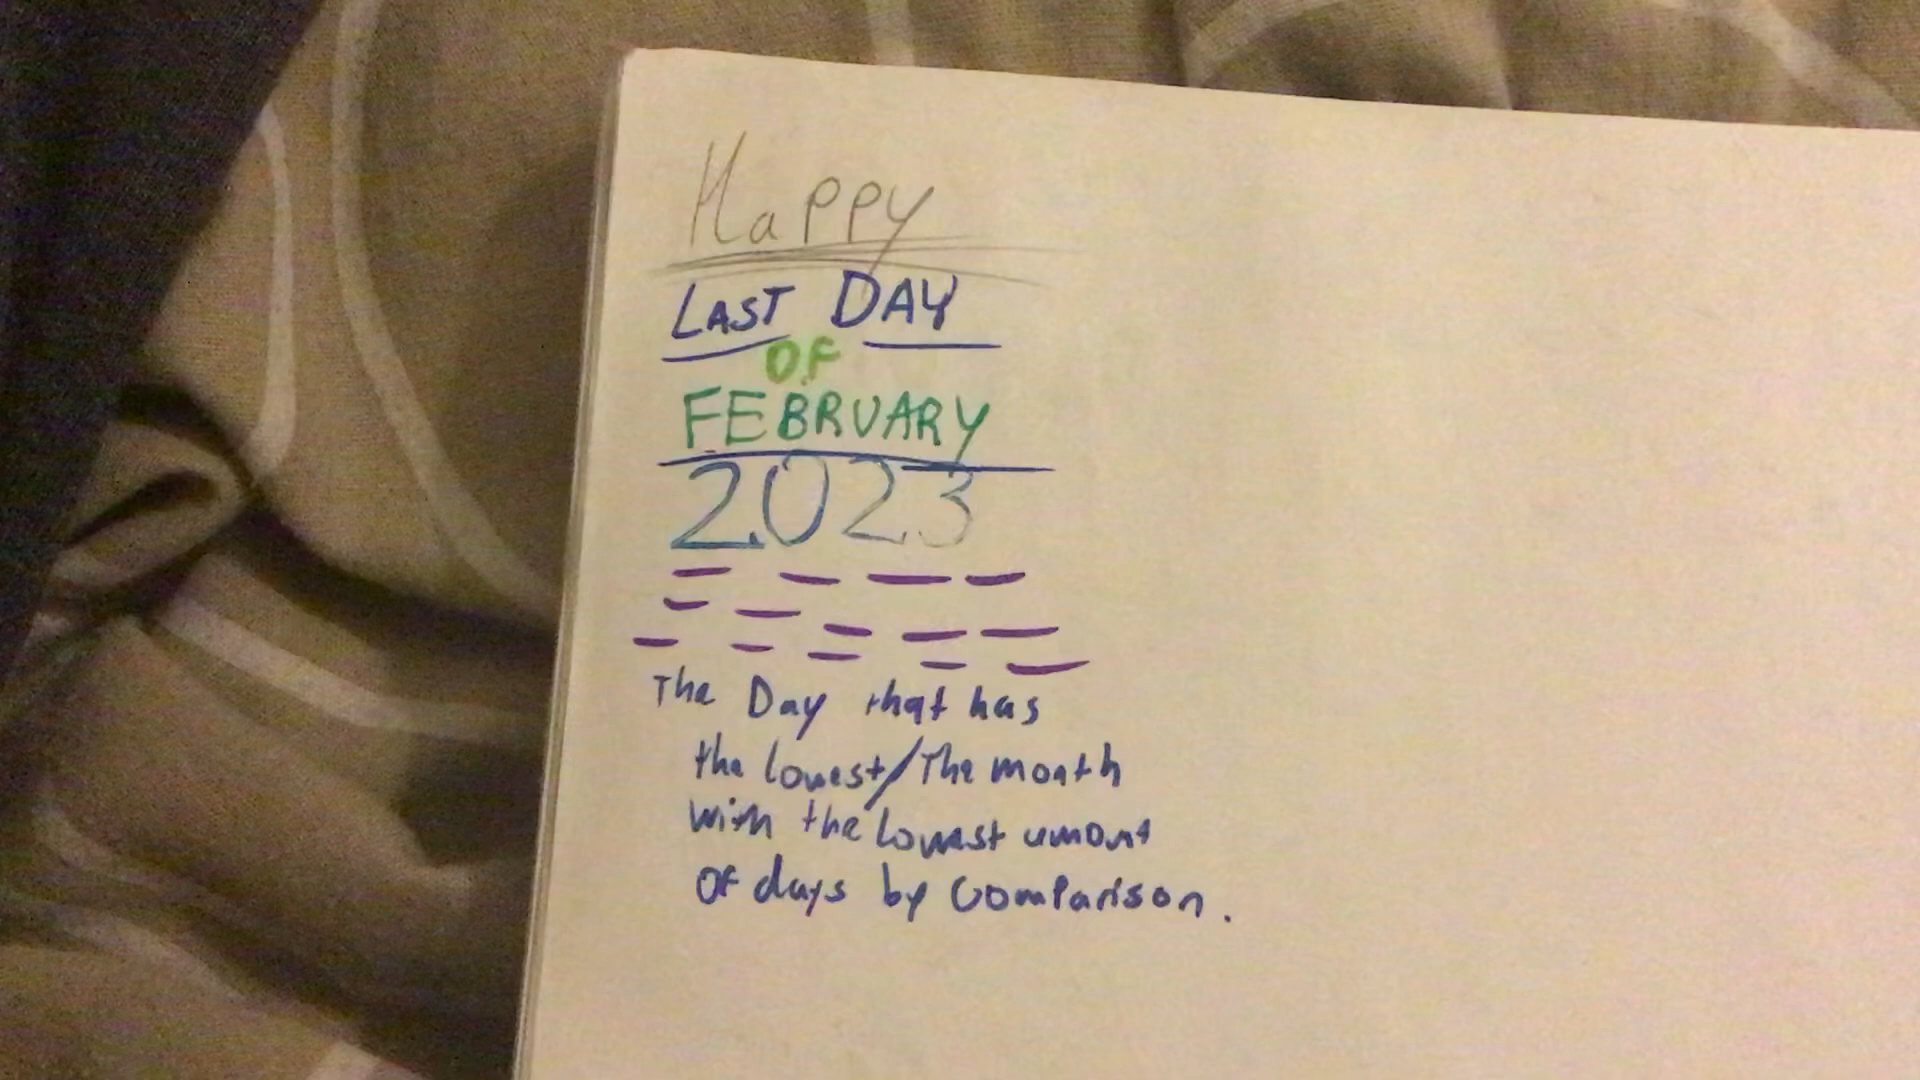 Happy
LAST DAY
OF
FEBRUARY
2023
The Day that has
the lowest/The month
with the lowest umount
of days by comparison.